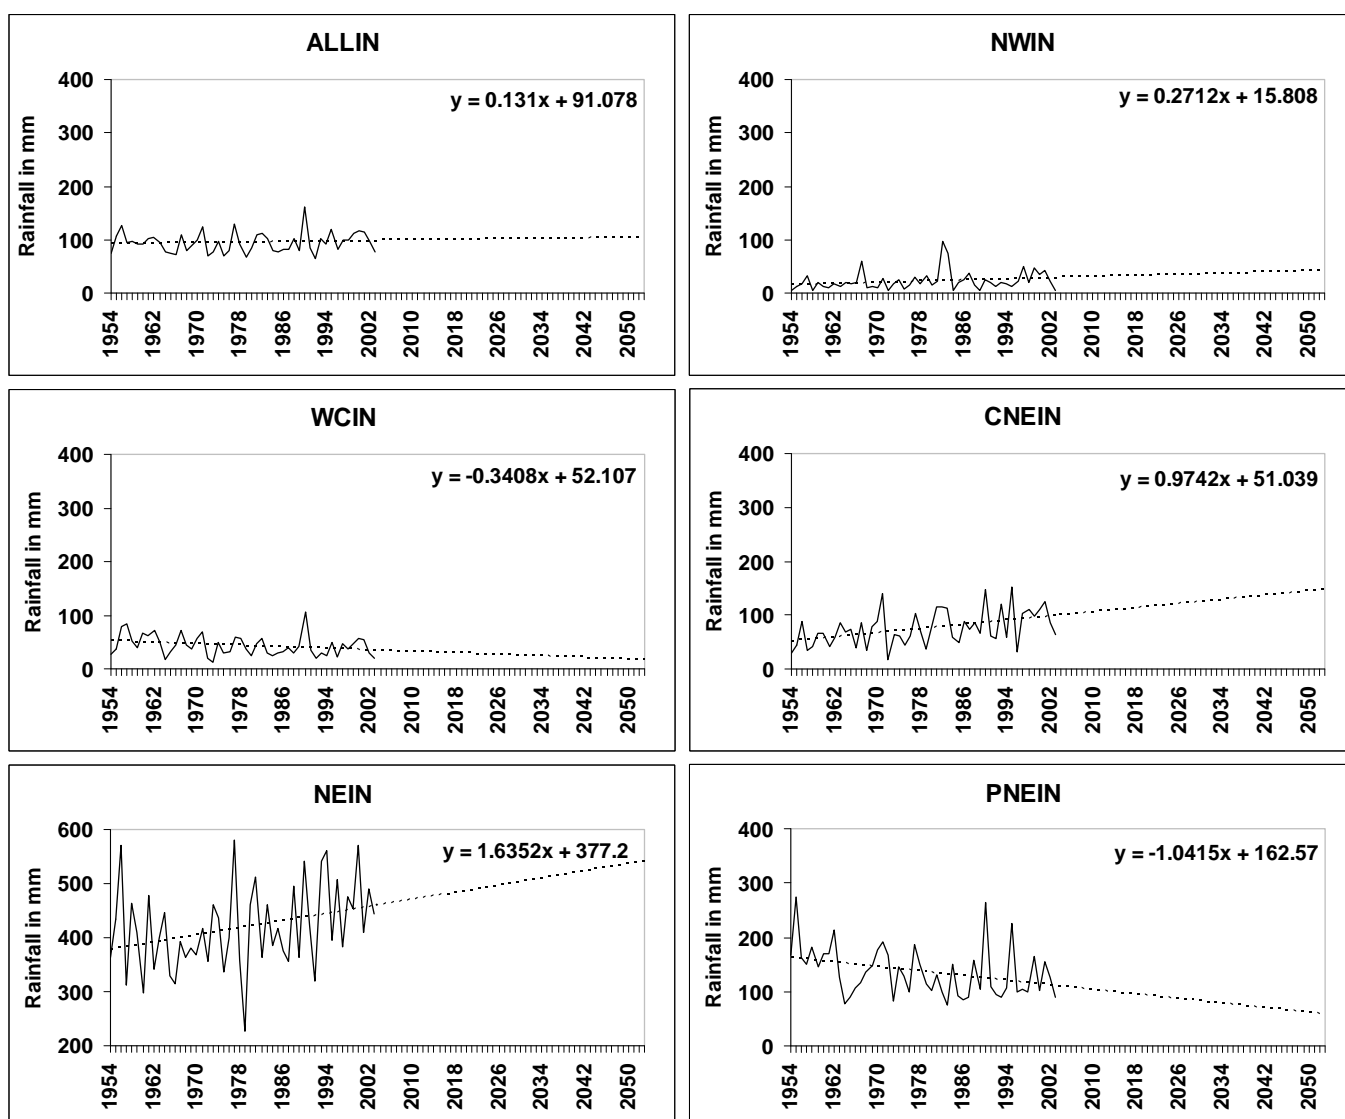 ALLIN
y = 0.131x + 91.078
Rainfall in mm
400
300
200
100
0
1954 1962 1970 1978 1986 1994 2002 2010 2018 2026 2034 2042 2050
NWIN
y = 0.2712x + 15.808
Rainfall in mm
400
300
200
100
0
1954 1962 1970 1978 1986 1994 2002 2010 2018 2026 2034 2042 2050
WCIN
y = -0.3408x + 52.107
Rainfall in mm
400
300
200
100
0
1954 1962 1970 1978 1986 1994 2002 2010 2018 2026 2034 2042 2050
CNEIN
y = 0.9742x + 51.039
Rainfall in mm
400
300
200
100
0
1954 1962 1970 1978 1986 1994 2002 2010 2018 2026 2034 2042 2050
NEIN
y = 1.6352x + 377.2
Rainfall in mm
600
500
400
300
200
1954 1962 1970 1978 1986 1994 2002 2010 2018 2026 2034 2042 2050
PNEIN
y = -1.0415x + 162.57
Rainfall in mm
400
300
200
100
0
1954 1962 1970 1978 1986 1994 2002 2010 2018 2026 2034 2042 2050